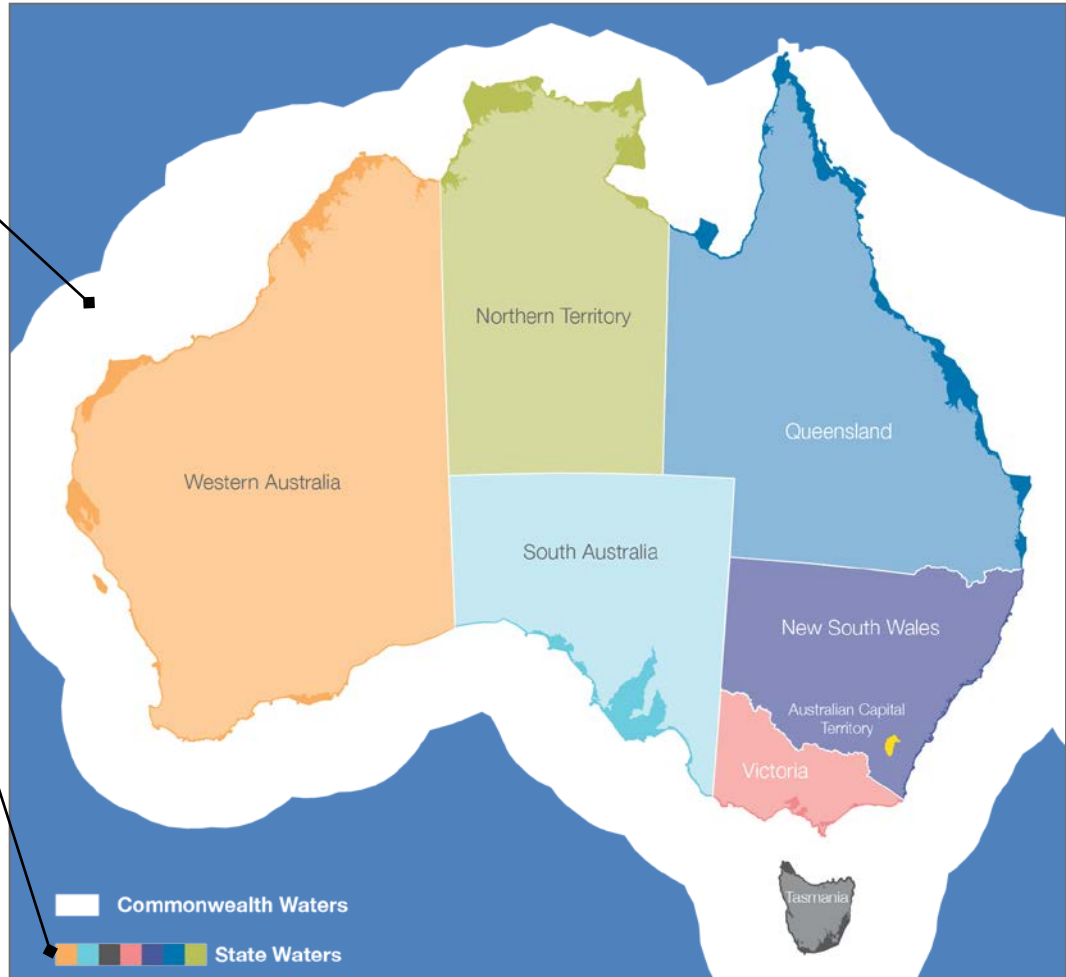 Northern Territory
Queensland
Western Australia
South Australia
New South Wales
Australian Capital
Territory
Victoria
Tasmania
Commonwealth Waters
State Waters